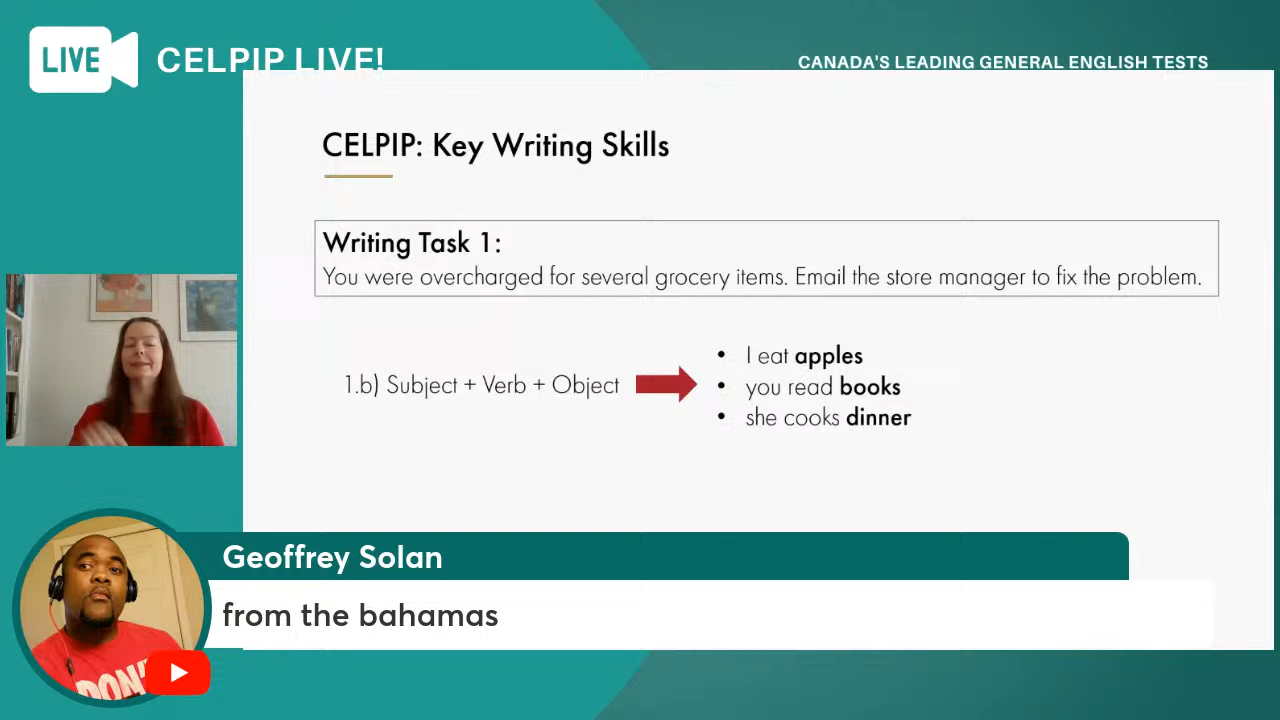 LIVE
CELPIP LIVE!
CANADA'S LEADING GENERAL ENGLISH TESTS
CELPIP: Key Writing Skills
Writing Task 1:
You were overcharged for several grocery items. Email the store manager to fix the problem.
1.b) Subject + Verb + Object
• I eat apples
• you read books
• she cooks dinner
Geoffrey Solan
from the bahamas
DON'T